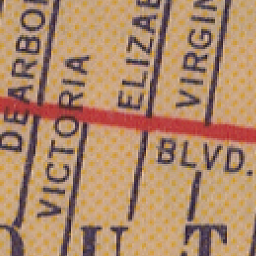 DEARBO
VICTORIA
ELIZAB
VIRGIN
BLVD.
U T